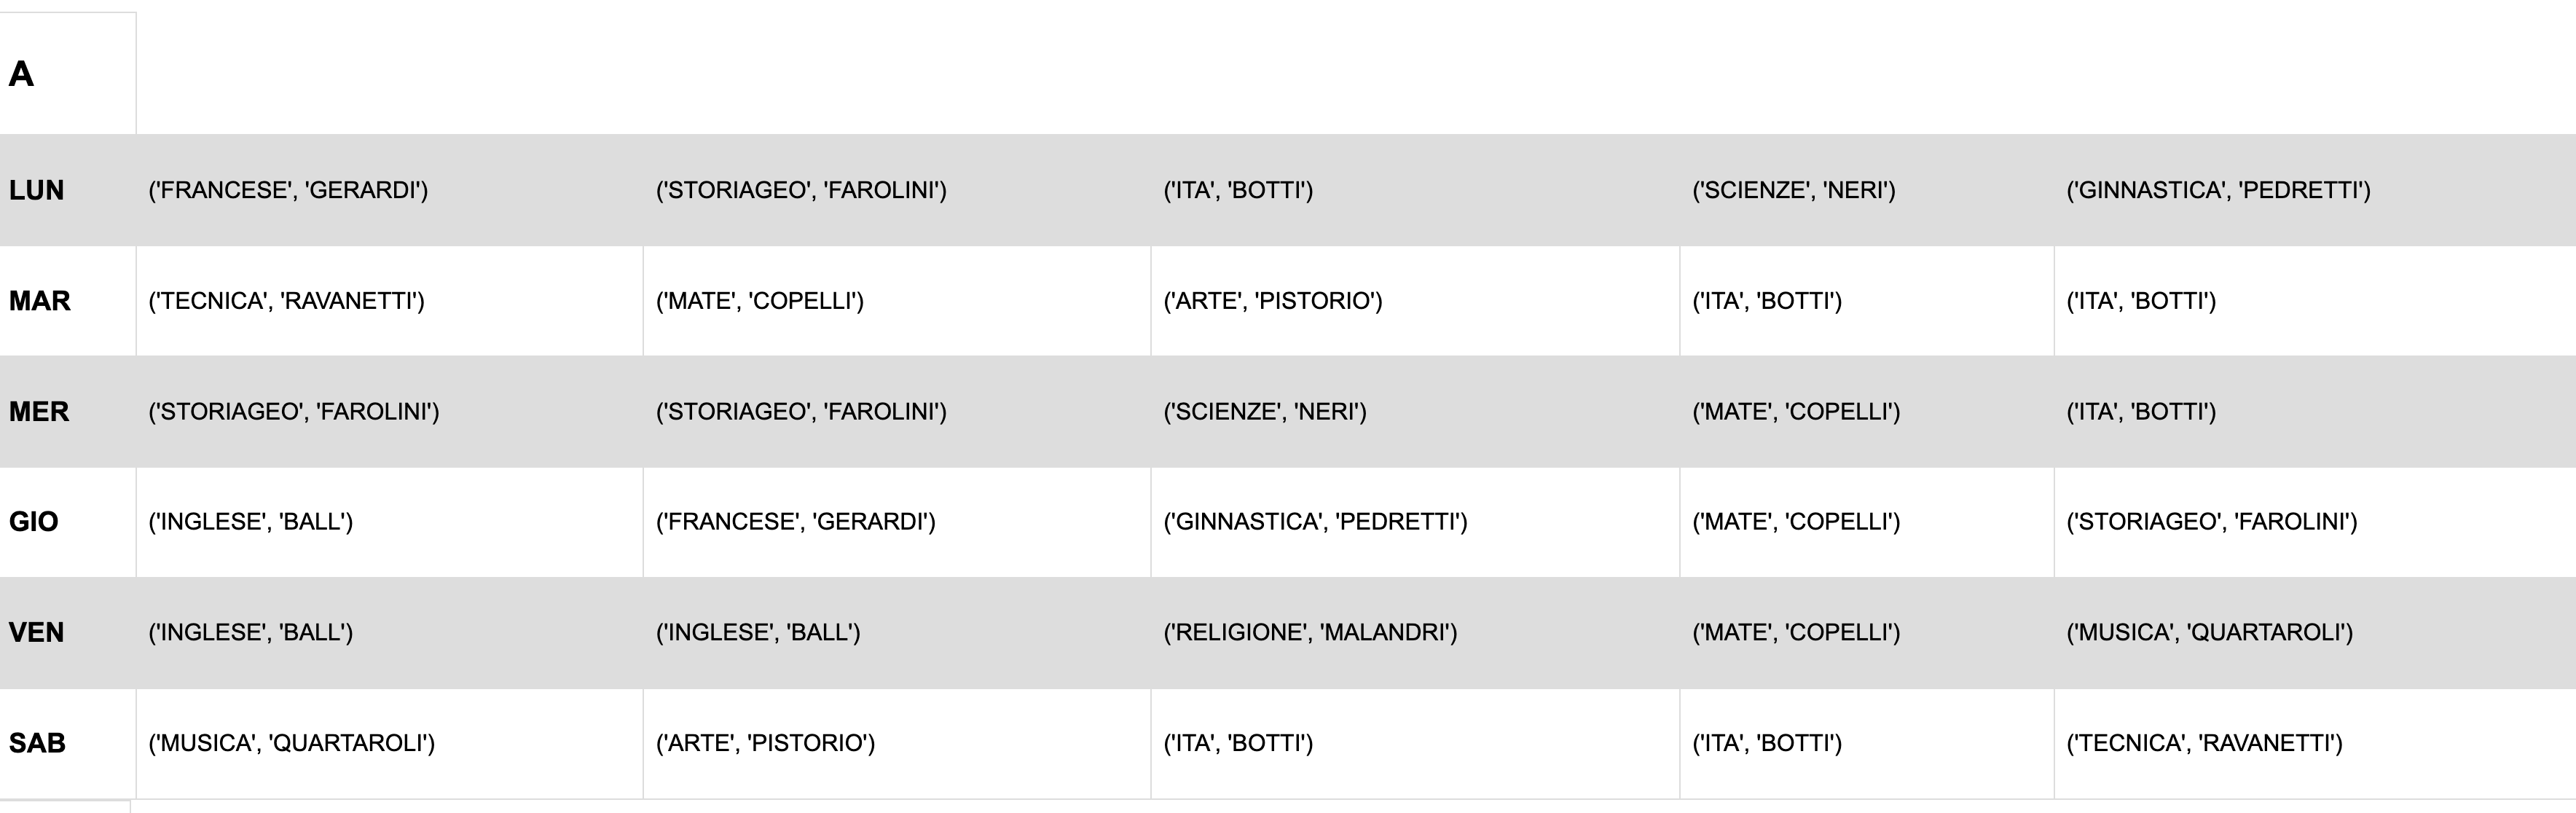 A
LUN ('FRANCESE', 'GERARDI') ('STORIAGEO', 'FAROLINI') ('ITA', 'BOTTI') ('SCIENZE', 'NERI') ('GINNASTICA', 'PEDRETTI')
MAR ('TECNICA', 'RAVANETTI') ('MATE', 'COPELLI') ('ARTE', 'PISTORIO') ('ITA', 'BOTTI') ('ITA', 'BOTTI')
MER ('STORIAGEO', 'FAROLINI') ('STORIAGEO', 'FAROLINI') ('SCIENZE', 'NERI') ('MATE', 'COPELLI') ('ITA', 'BOTTI')
GIO ('INGLESE', 'BALL') ('FRANCESE', 'GERARDI') ('GINNASTICA', 'PEDRETTI') ('MATE', 'COPELLI') ('STORIAGEO', 'FAROLINI')
VEN ('INGLESE', 'BALL') ('INGLESE', 'BALL') ('RELIGIONE', 'MALANDRI') ('MATE', 'COPELLI') ('MUSICA', 'QUARTAROLI')
SAB ('MUSICA', 'QUARTAROLI') ('ARTE', 'PISTORIO') ('ITA', 'BOTTI') ('ITA', 'BOTTI') ('TECNICA', 'RAVANETTI')